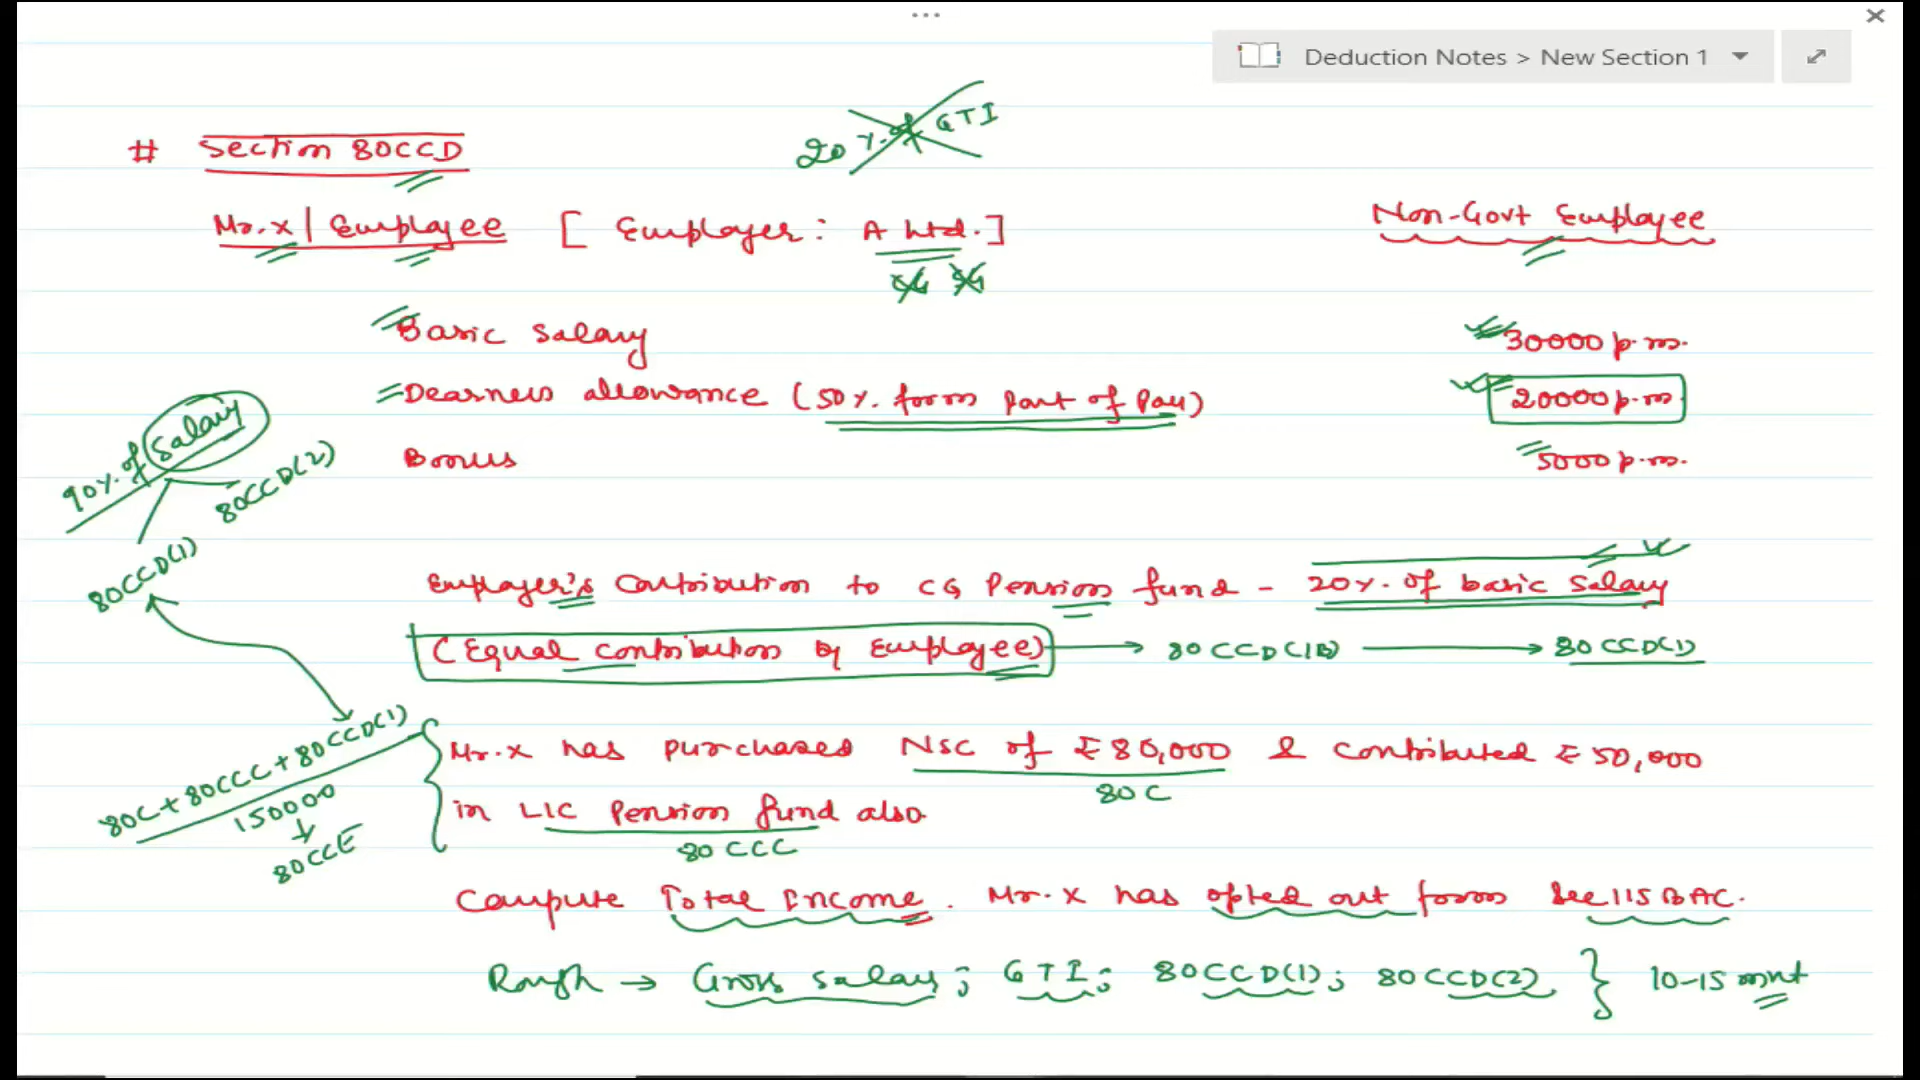 ...
Deduction Notes > New Section 1
20 %. of GTI
# Section 80CCD
Mr. X | Employee [ Employer: A Ltd. ]
Non-Govt Employee
Basic Salary 30000 p.m.
Dearness allowance (50%. form part of pay) 20000 p.m.
Bonus 5000 p.m.
10%. of Salary
80CCD(2)
80CCD(1)
Employer's Contribution to CG Pension fund - 20%. of basic Salary
(Equal contribution by Employee) → 80CCD(1B) → 80CCD(1)
80C + 80CCC + 80CCD(1)
150000
↓
80CCE
Mr. X has purchased NSC of ₹ 80,000 & contributed ₹ 50,000
80C
in LIC Pension fund also
80CCC
Compute Total Income. Mr. X has opted out form Sec 115BAC.
Rough → Gross Salary; GTI; 80CCD(1); 80CCD(2) } 10-15 mnt